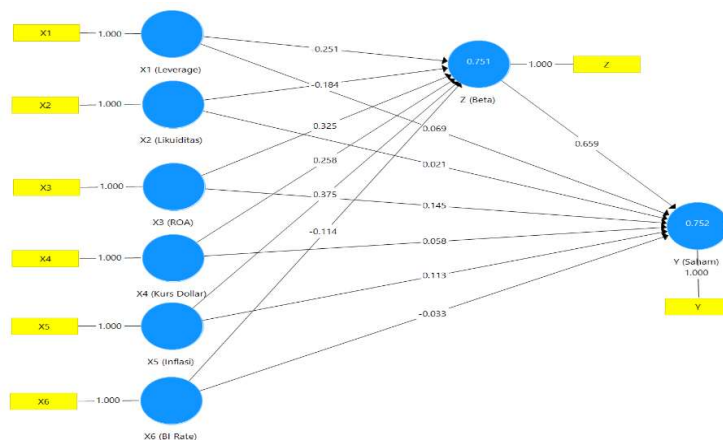 X1
1.000
X1 (Leverage)
-0.251
0.751
1.000
Z
Z (Beta)
X2
1.000
X2 (Likuiditas)
-0.184
0.325
0.069
0.659
0.258
0.021
X3
1.000
X3 (ROA)
0.375
0.145
-0.114
0.752
X4
1.000
X4 (Kurs Dollar)
0.058
Y (Saham)
1.000
0.113
Y
X5
1.000
-0.033
X5 (Inflasi)
X6
1.000
X6 (BI Rate)